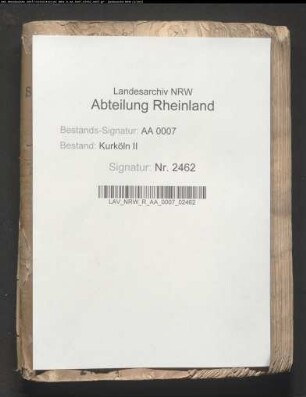 Landesarchiv NRW
Abteilung Rheinland
Bestands-Signatur: AA 0007
Bestand: Kurköln II
Signatur: Nr. 2462
LAV_NRW_R_AA_0007_02462